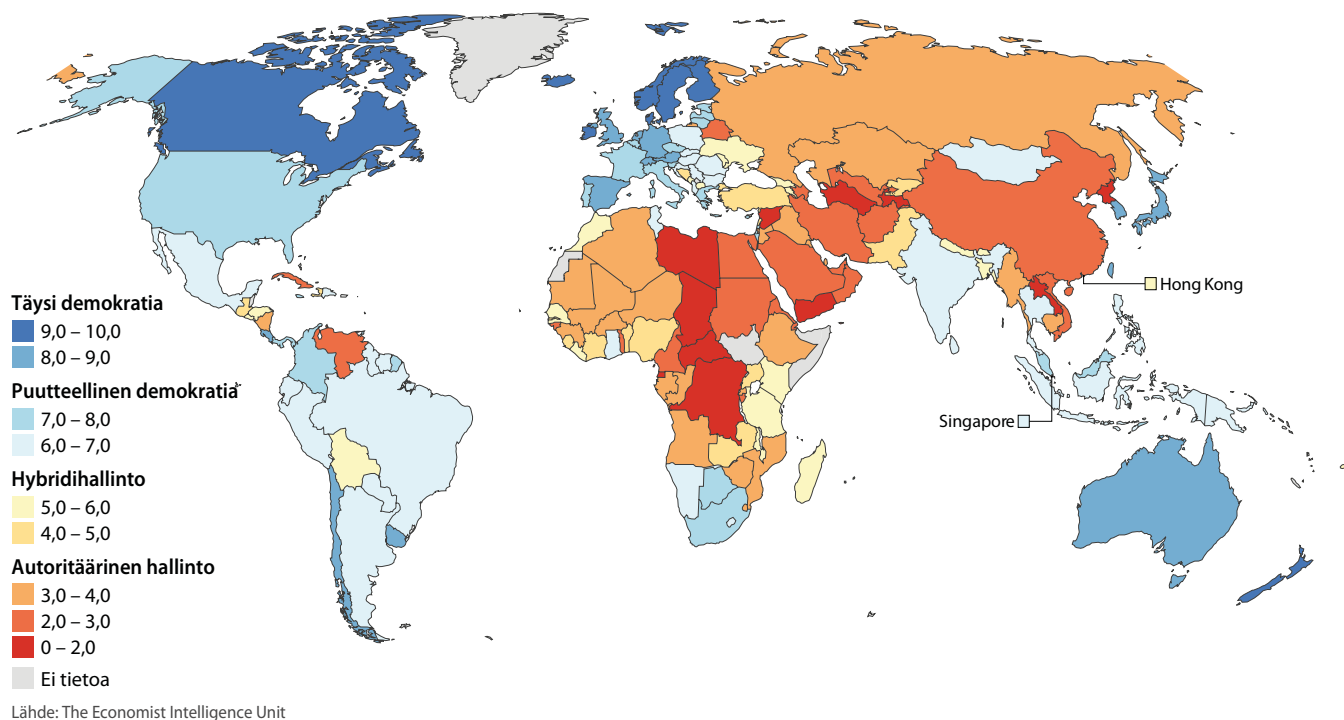 Täysi demokratia
9,0 – 10,0
8,0 – 9,0
Puutteellinen demokratia
7,0 – 8,0
6,0 – 7,0
Hybridihallinto
5,0 – 6,0
4,0 – 5,0
Autoritäärinen hallinto
3,0 – 4,0
2,0 – 3,0
0 – 2,0
Ei tietoa
Lähde: The Economist Intelligence Unit
Hong Kong
Singapore